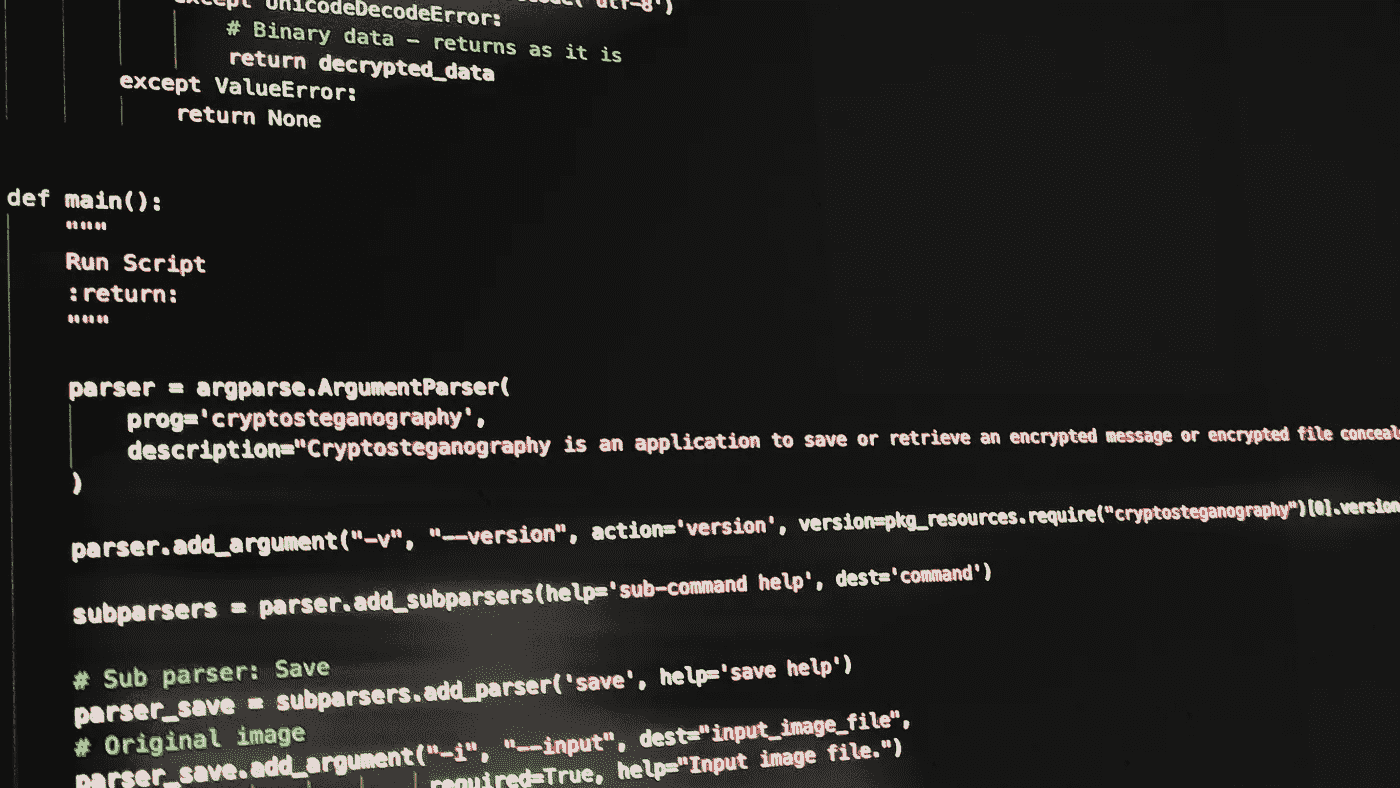 except UnicodeDecodeError:
# Binary data – returns as it is
return decrypted_data
except ValueError:
return None
def main():
"""
Run Script
:return:
"""
parser = argparse.ArgumentParser(
prog='cryptosteganography',
description="Cryptosteganography is an application to save or retrieve an encrypted message or encrypted file conceal
)
parser.add_argument("-v", "--version", action='version', version=pkg_resources.require("cryptosteganography")[0].version
subparsers = parser.add_subparsers(help='sub-command help', dest='command')
# Sub parser: Save
parser_save = subparsers.add_parser('save', help='save help')
# Original image
parser_save.add_argument("-i", "--input", dest="input_image_file",
required=True, help="Input image file.")